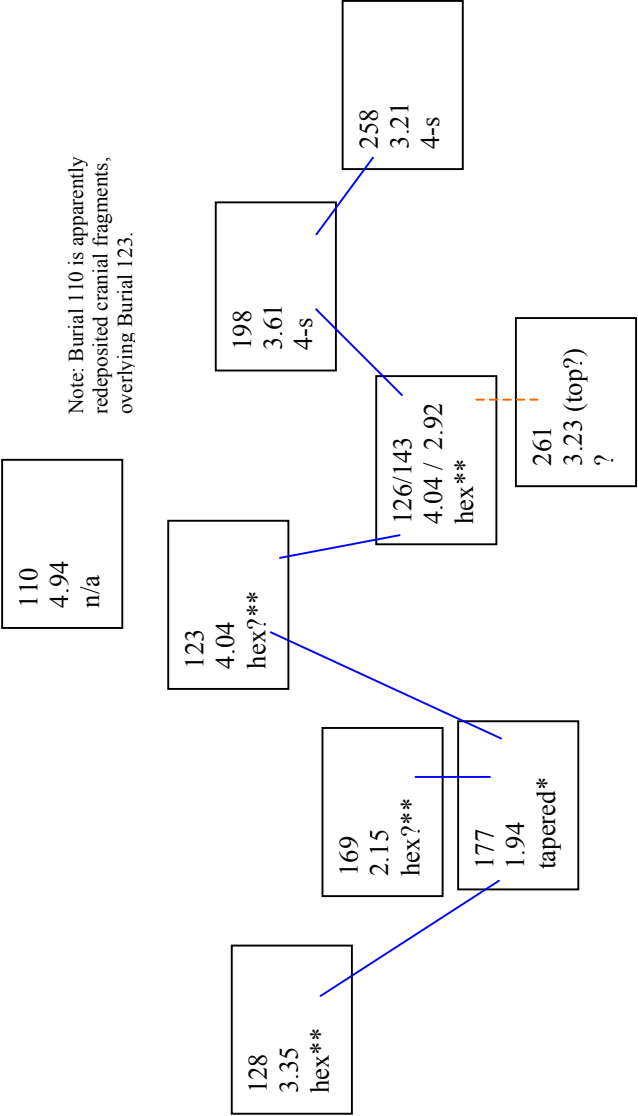 110
4.94
n/a
Note: Burial 110 is apparently
redeposited cranial fragments,
overlying Burial 123.
123
4.04
hex?**
198
3.61
4-s
128
3.35
hex**
169
2.15
hex?**
258
3.21
4-s
126/143
4.04 / 2.92
hex**
177
1.94
tapered*
261
3.23 (top?)
?